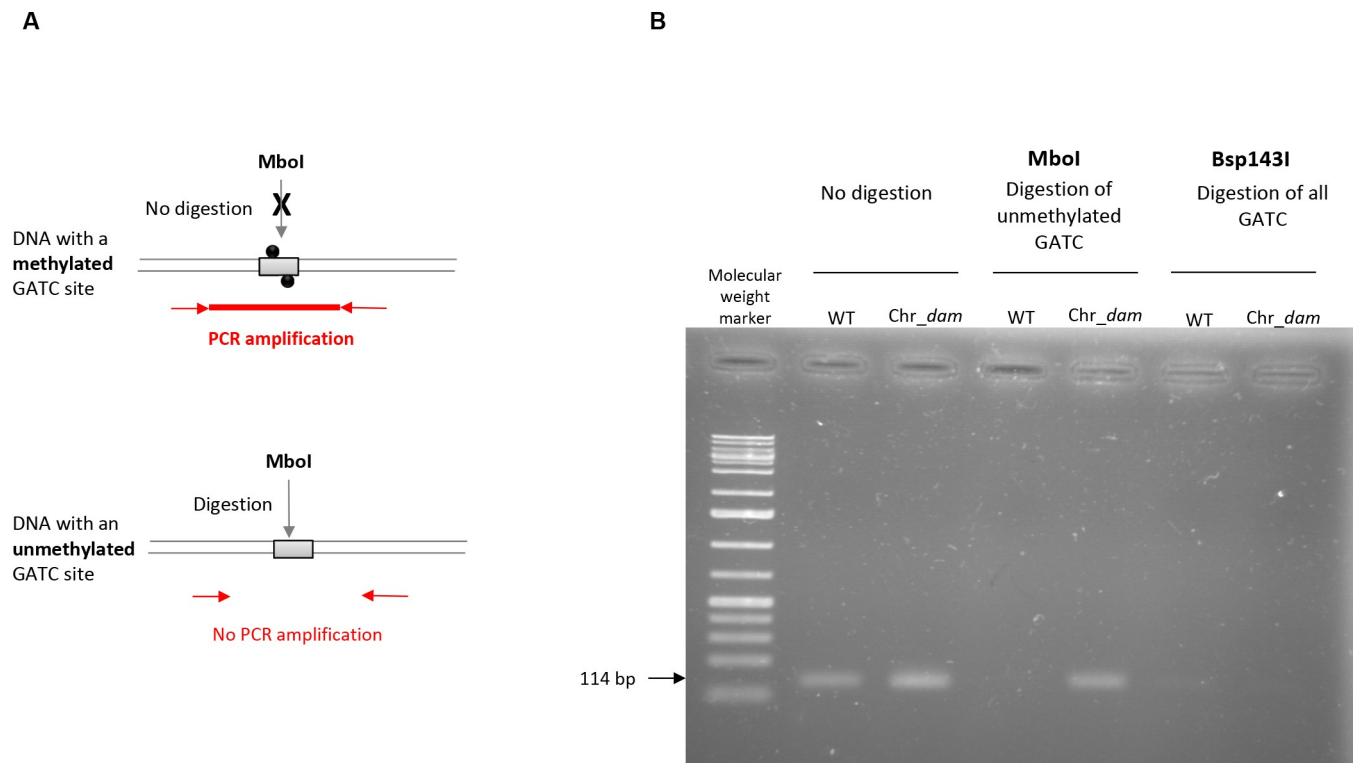 A
MboI
No digestion
X
DNA with a
methylated
GATC site
PCR amplification
MboI
Digestion
DNA with an
unmethylated
GATC site
No PCR amplification
B
MboI
Bsp143I
No digestion
Digestion of
unmethylated
GATC
Digestion of all
GATC
Molecular
weight
marker
WT
Chr_dam
WT
Chr_dam
WT
Chr_dam
114 bp